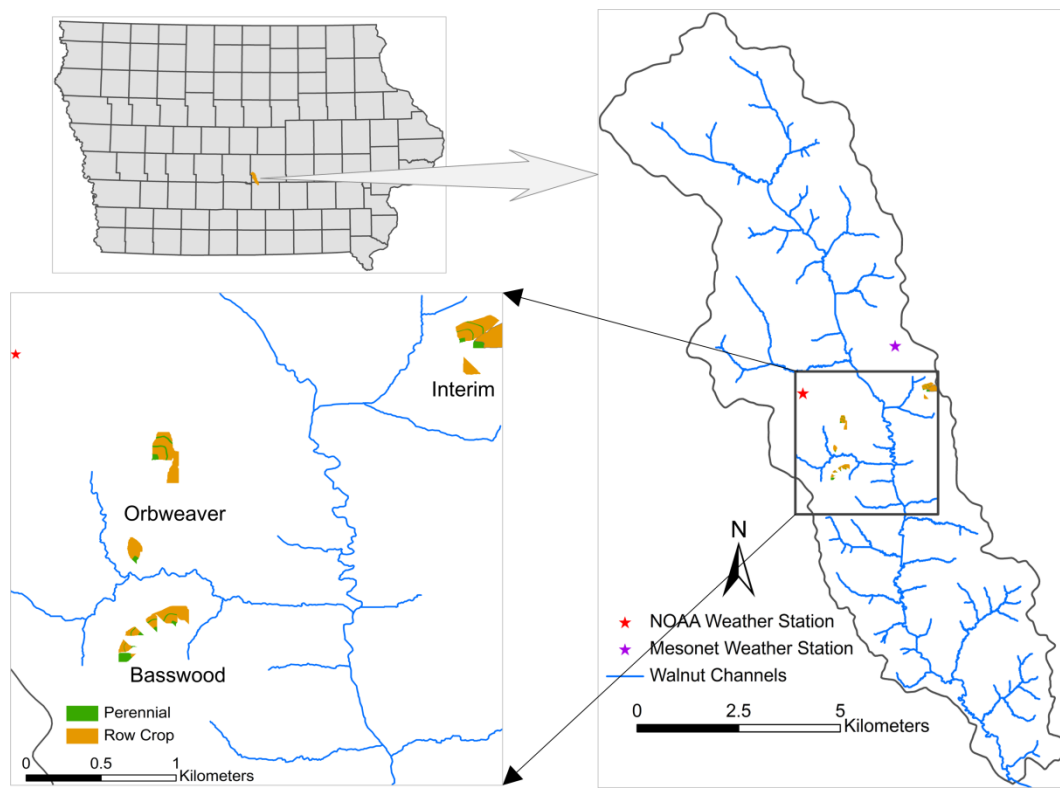 Interim
Orbweaver
Basswood
Perennial
Row Crop
0 0.5 1
Kilometers
N
NOAA Weather Station
Mesonet Weather Station
Walnut Channels
0 2.5 5
Kilometers